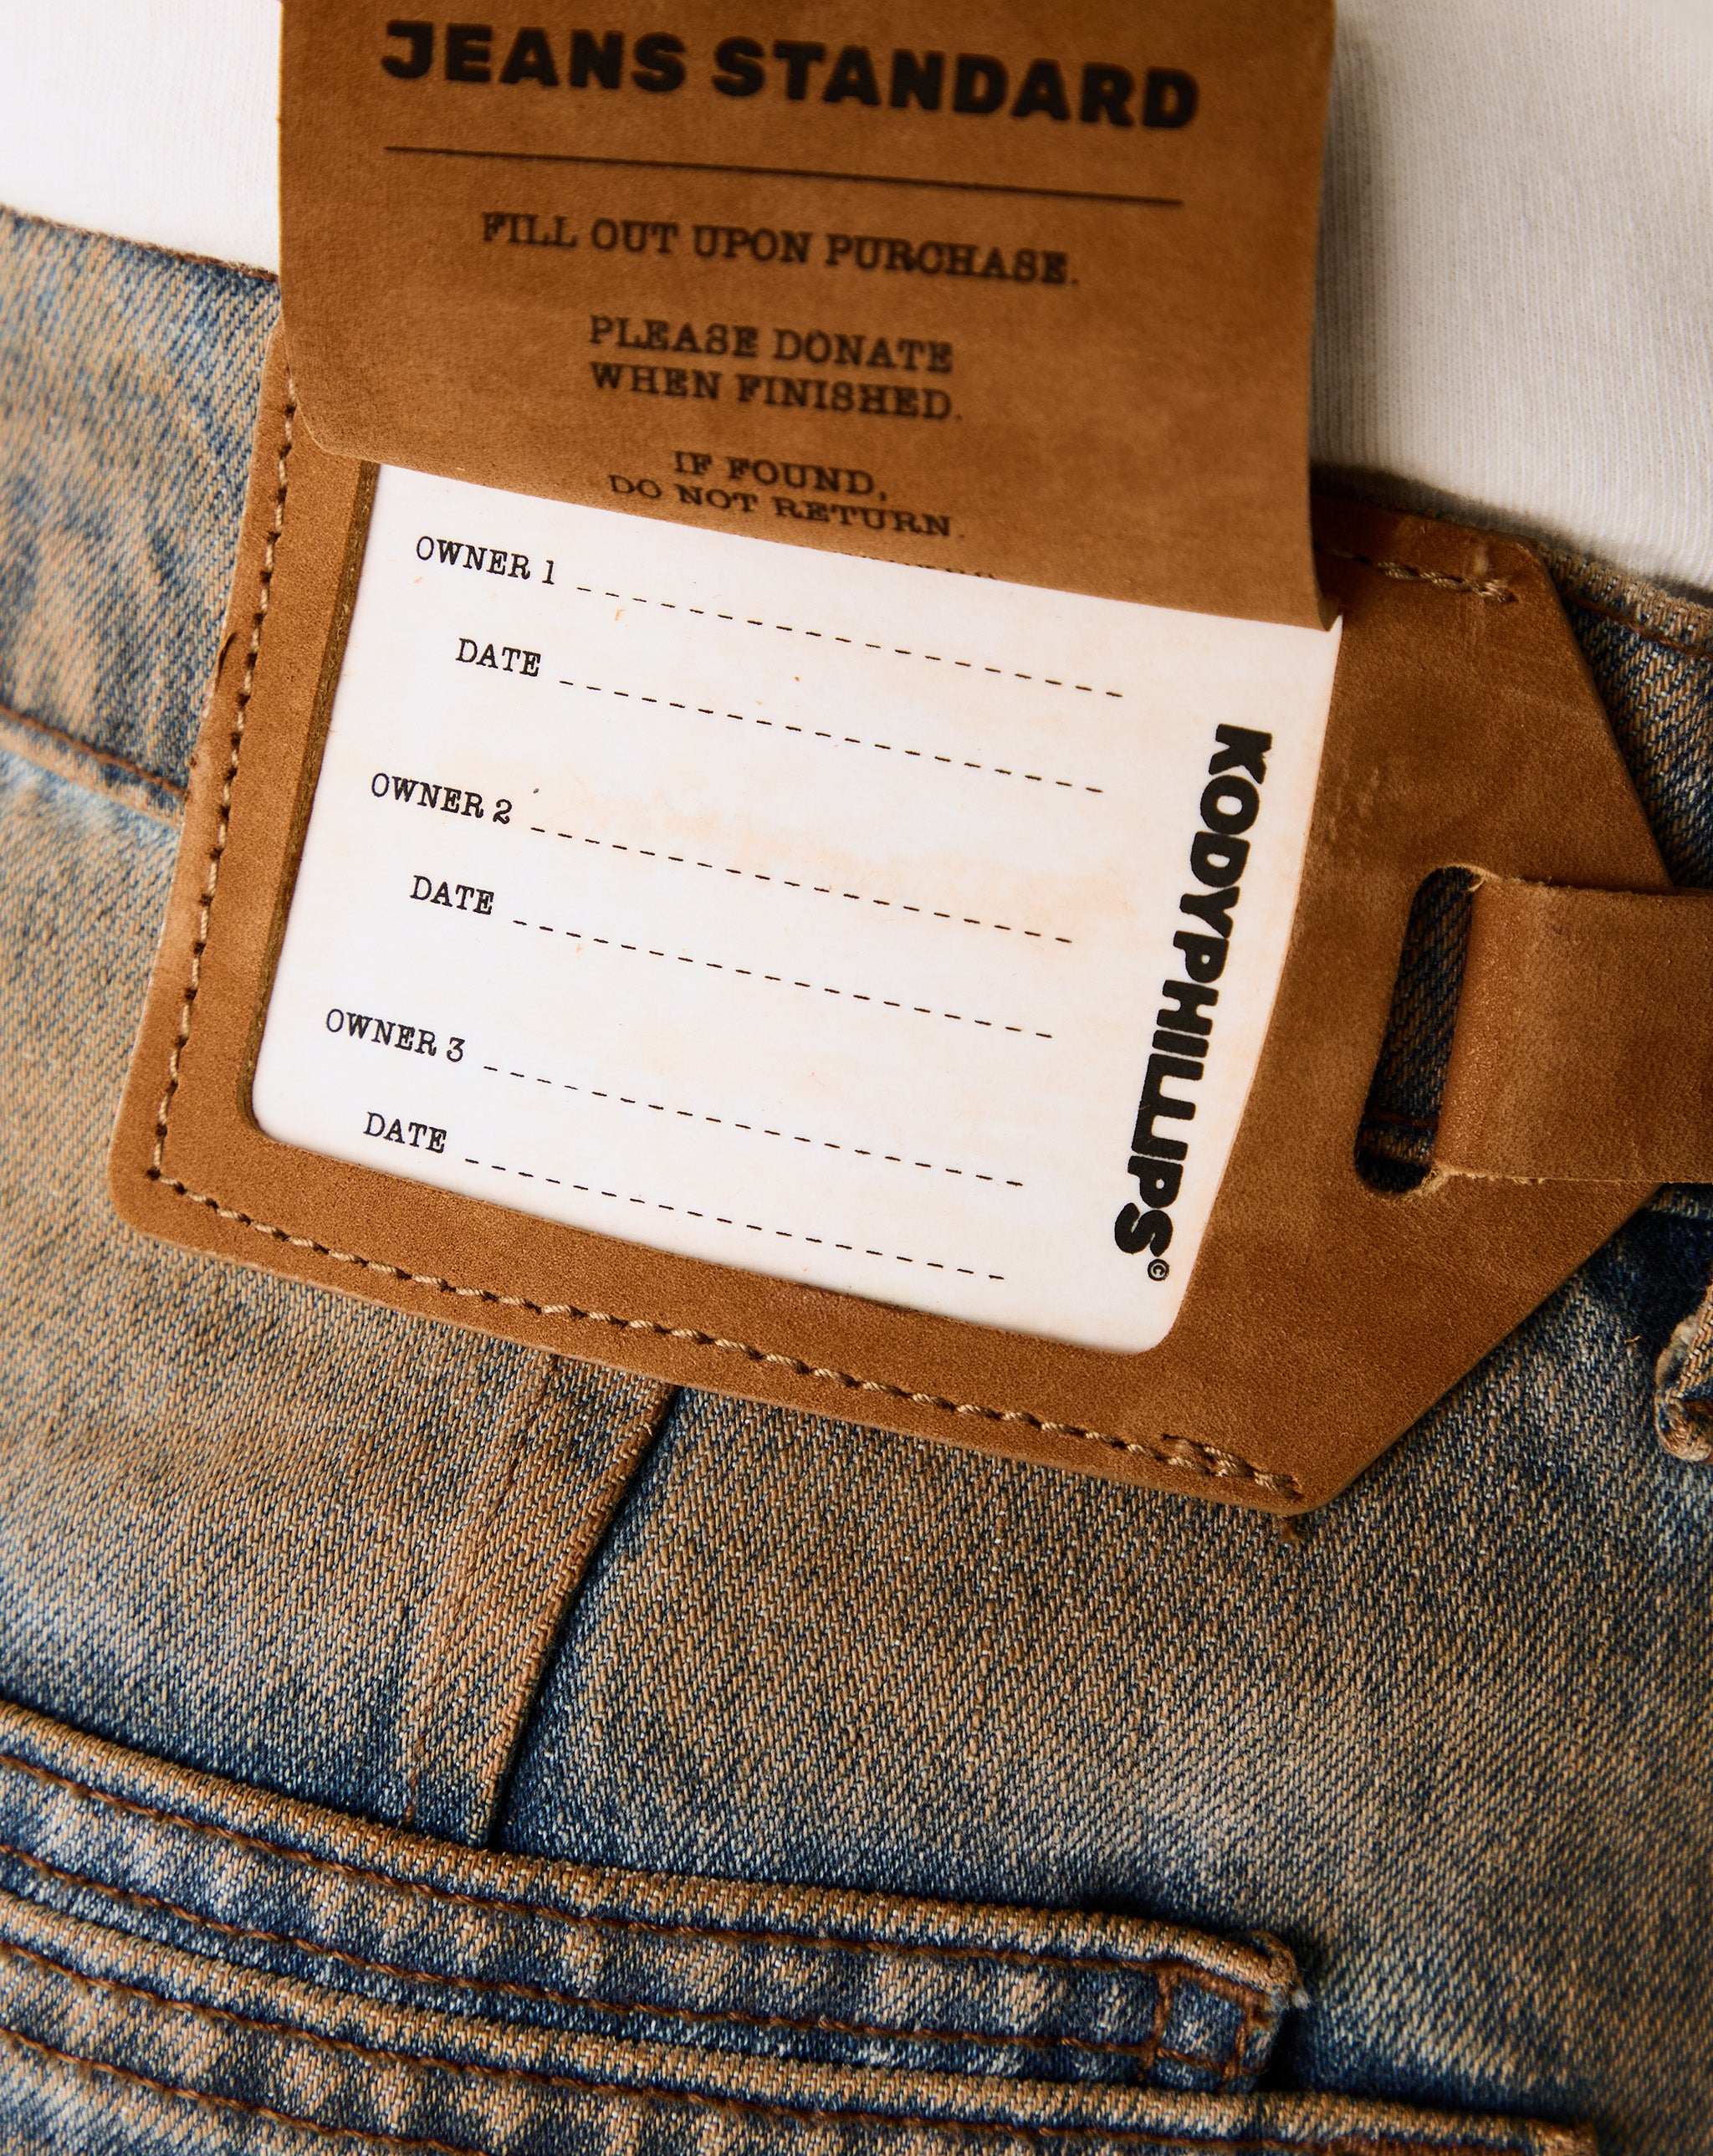 JEANS STANDARD
FILL OUT UPON PURCHASE.
PLEASE DONATE
WHEN FINISHED.
IF FOUND,
DO NOT RETURN.
OWNER 1
DATE
OWNER 2
DATE
OWNER 3
DATE
KODYPHILLIPS©